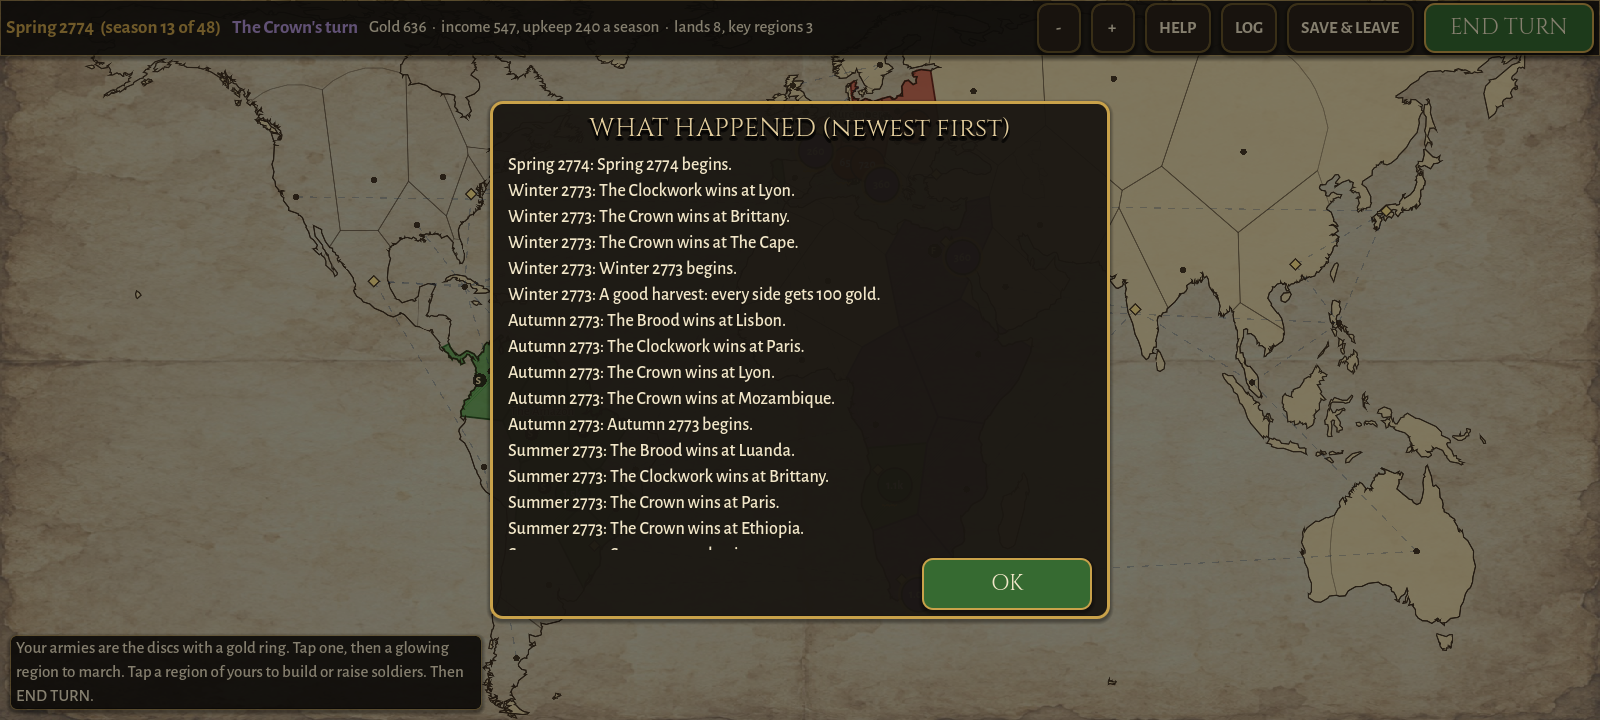 Spring 2774 (season 13 of 48) The Crown's turn Gold 636 · income 547, upkeep 240 a season · lands 8, key regions 3
- + HELP LOG SAVE & LEAVE END TURN
WHAT HAPPENED (NEWEST FIRST)
Spring 2774: Spring 2774 begins.
Winter 2773: The Clockwork wins at Lyon.
Winter 2773: The Crown wins at Brittany.
Winter 2773: The Crown wins at The Cape.
Winter 2773: Winter 2773 begins.
Winter 2773: A good harvest: every side gets 100 gold.
Autumn 2773: The Brood wins at Lisbon.
Autumn 2773: The Clockwork wins at Paris.
Autumn 2773: The Crown wins at Lyon.
Autumn 2773: The Crown wins at Mozambique.
Autumn 2773: Autumn 2773 begins.
Summer 2773: The Brood wins at Luanda.
Summer 2773: The Clockwork wins at Brittany.
Summer 2773: The Crown wins at Paris.
Summer 2773: The Crown wins at Ethiopia.
OK
S
Your armies are the discs with a gold ring. Tap one, then a glowing
region to march. Tap a region of yours to build or raise soldiers. Then
END TURN.